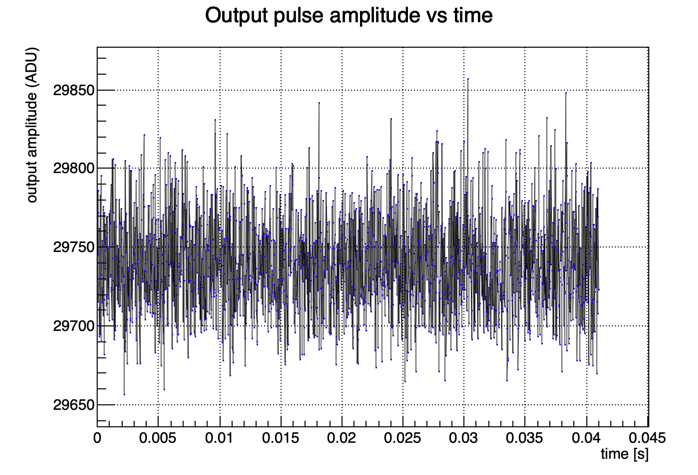 Output pulse amplitude vs time
output amplitude (ADU)
29850
29800
29750
29700
29650
0 0.005 0.01 0.015 0.02 0.025 0.03 0.035 0.04 0.045
time [s]